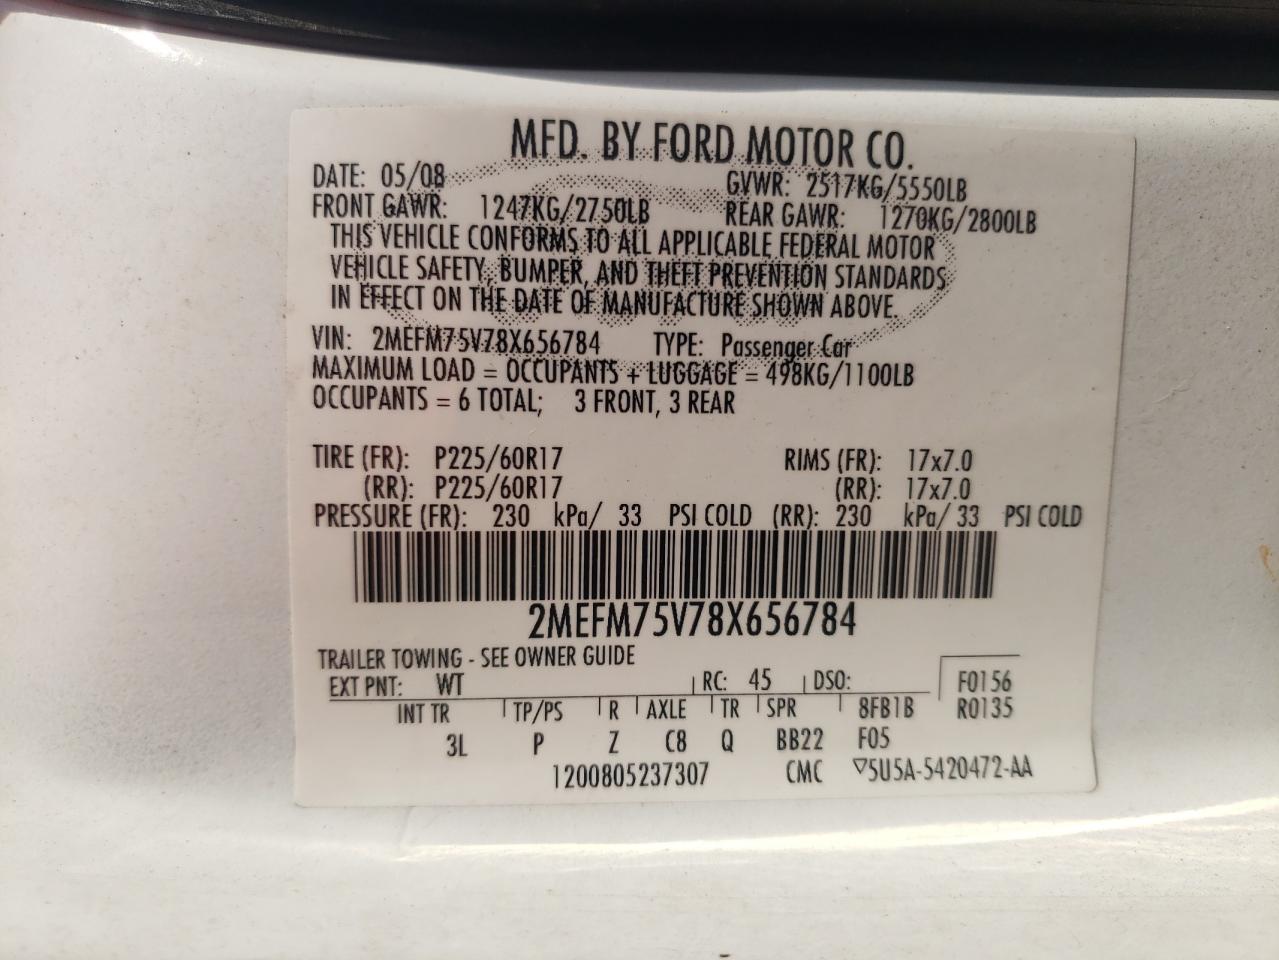 MFD. BY FORD MOTOR CO.
DATE: 05/08 GVWR: 2517KG/5550LB
FRONT GAWR: 1247KG/2750LB REAR GAWR: 1270KG/2800LB
THIS VEHICLE CONFORMS TO ALL APPLICABLE FEDERAL MOTOR
VEHICLE SAFETY, BUMPER, AND THEFT PREVENTION STANDARDS
IN EFFECT ON THE DATE OF MANUFACTURE SHOWN ABOVE.
VIN: 2MEFM75V78X656784 TYPE: Passenger Car
MAXIMUM LOAD = OCCUPANTS + LUGGAGE = 498KG/1100LB
OCCUPANTS = 6 TOTAL; 3 FRONT, 3 REAR
TIRE (FR): P225/60R17 RIMS (FR): 17x7.0
(RR): P225/60R17 (RR): 17x7.0
PRESSURE (FR): 230 kPa/ 33 PSI COLD (RR): 230 kPa/ 33 PSI COLD
2MEFM75V78X656784
TRAILER TOWING - SEE OWNER GUIDE
EXT PNT: WT RC: 45 DSO: F0156
INT TR TP/PS R AXLE TR SPR 8FB1B R0135
3L P Z C8 Q BB22 F05
1200805237307 CMC ▽5U5A-5420472-AA